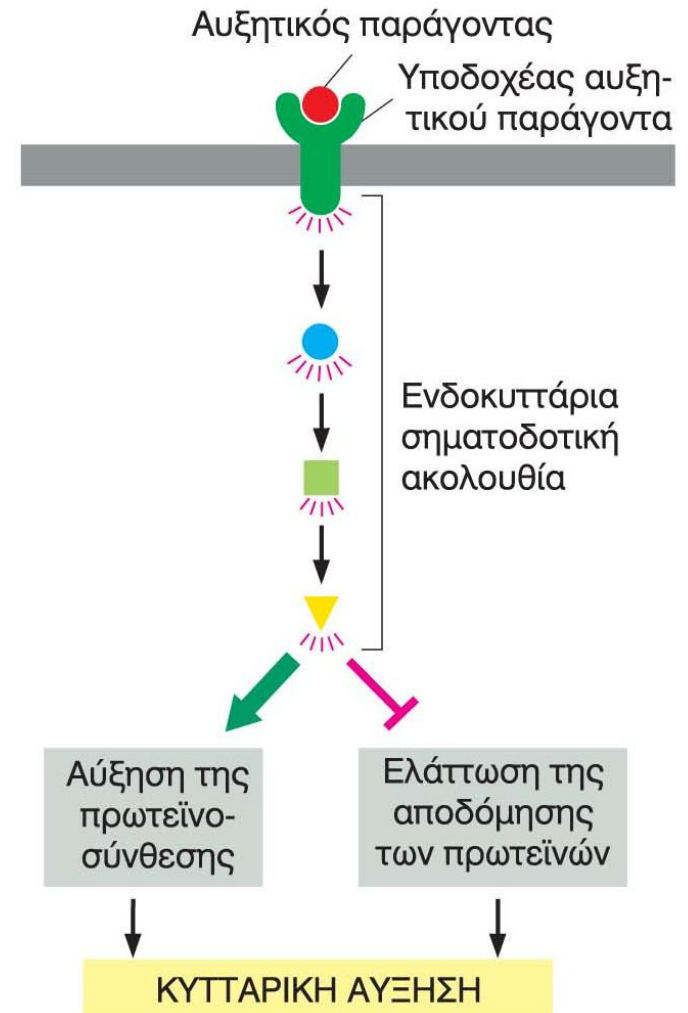 Αυξητικός παράγοντας
Υποδοχέας αυξη-
τικού παράγοντα
Ενδοκυττάρια
σηματοδοτική
ακολουθία
Αύξηση της
πρωτεϊνο-
σύνθεσης
Ελάττωση της
αποδόμησης
των πρωτεϊνών
ΚΥΤΤΑΡΙΚΗ ΑΥΞΗΣΗ